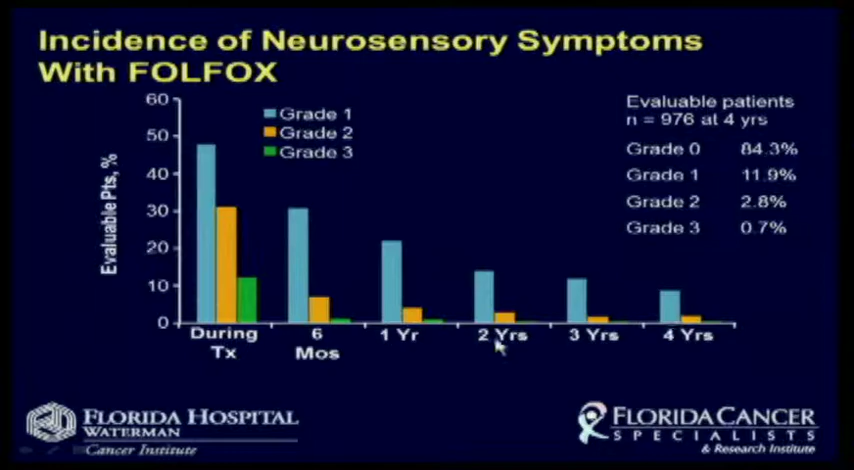 Incidence of Neurosensory Symptoms
With FOLFOX
Evaluable Pts, %
60
50
40
30
20
10
0
Grade 1
Grade 2
Grade 3
During
Tx
6
Mos
1 Yr
2 Yrs
3 Yrs
4 Yrs
Evaluable patients
n = 976 at 4 yrs
Grade 0 84.3%
Grade 1 11.9%
Grade 2 2.8%
Grade 3 0.7%
FLORIDA HOSPITAL
WATERMAN
Cancer Institute
FLORIDA CANCER
SPECIALISTS
& Research Institute